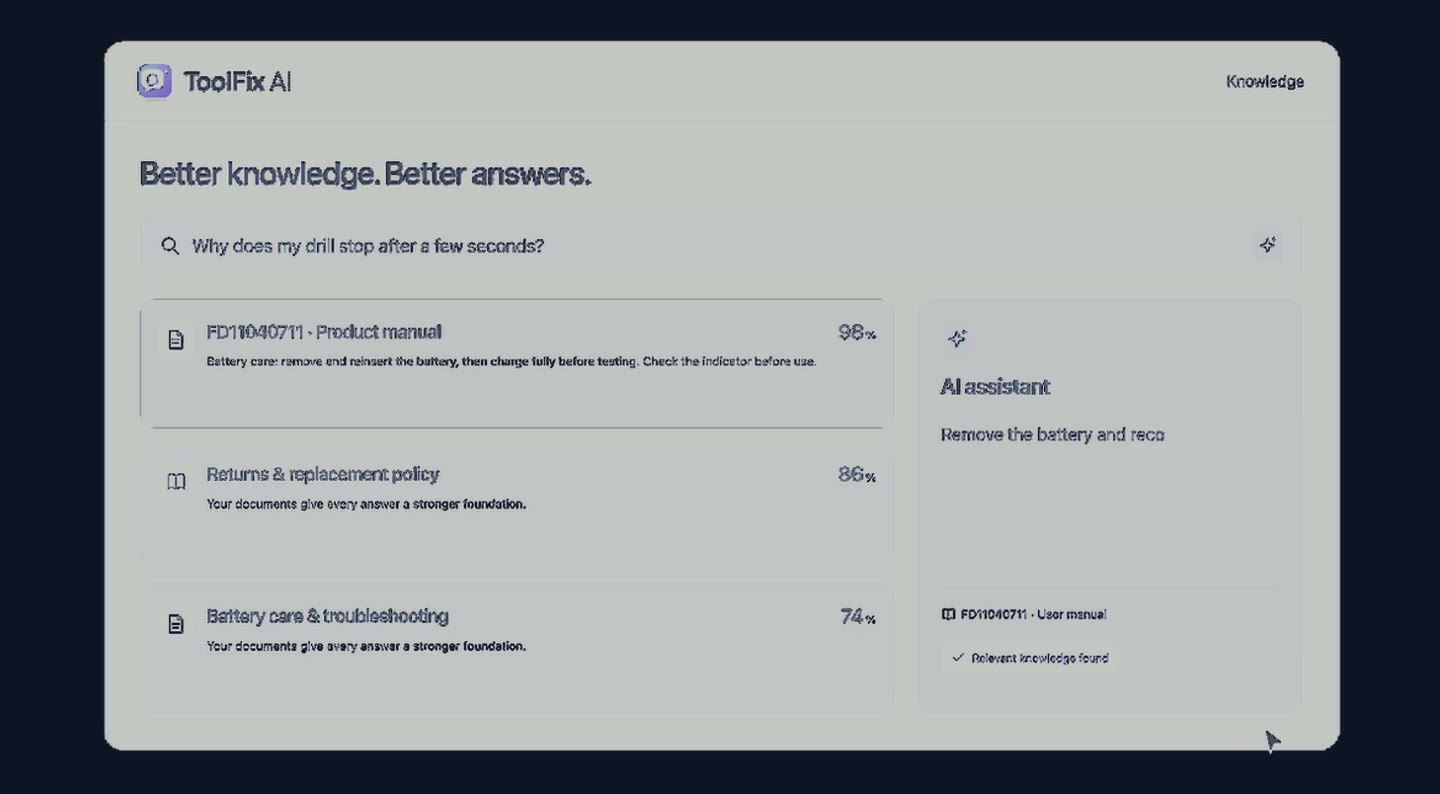 ToolFix AI
Knowledge
Better knowledge. Better answers.
Why does my drill stop after a few seconds?
FD11040711 · Product manual
98%
Battery care: remove and reinsert the battery, then charge fully before testing. Check the indicator before use.
Returns & replacement policy
86%
Your documents give every answer a stronger foundation.
Battery care & troubleshooting
74%
Your documents give every answer a stronger foundation.
AI assistant
Remove the battery and reco
FD11040711 · User manual
Relevant knowledge found